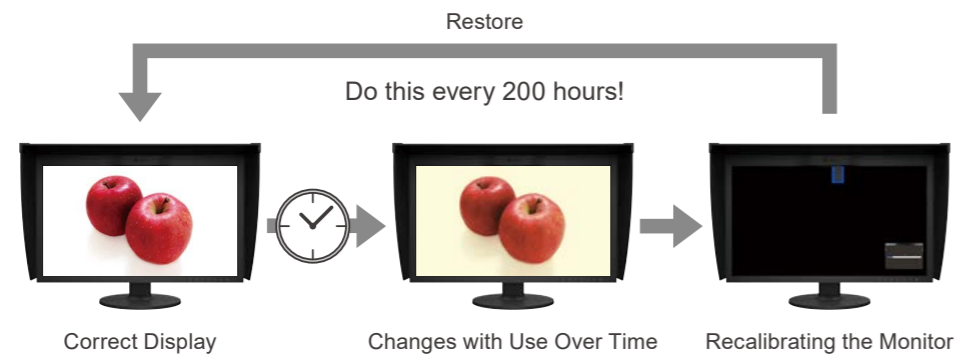 Restore
Do this every 200 hours!
Correct Display
Changes with Use Over Time
Recalibrating the Monitor